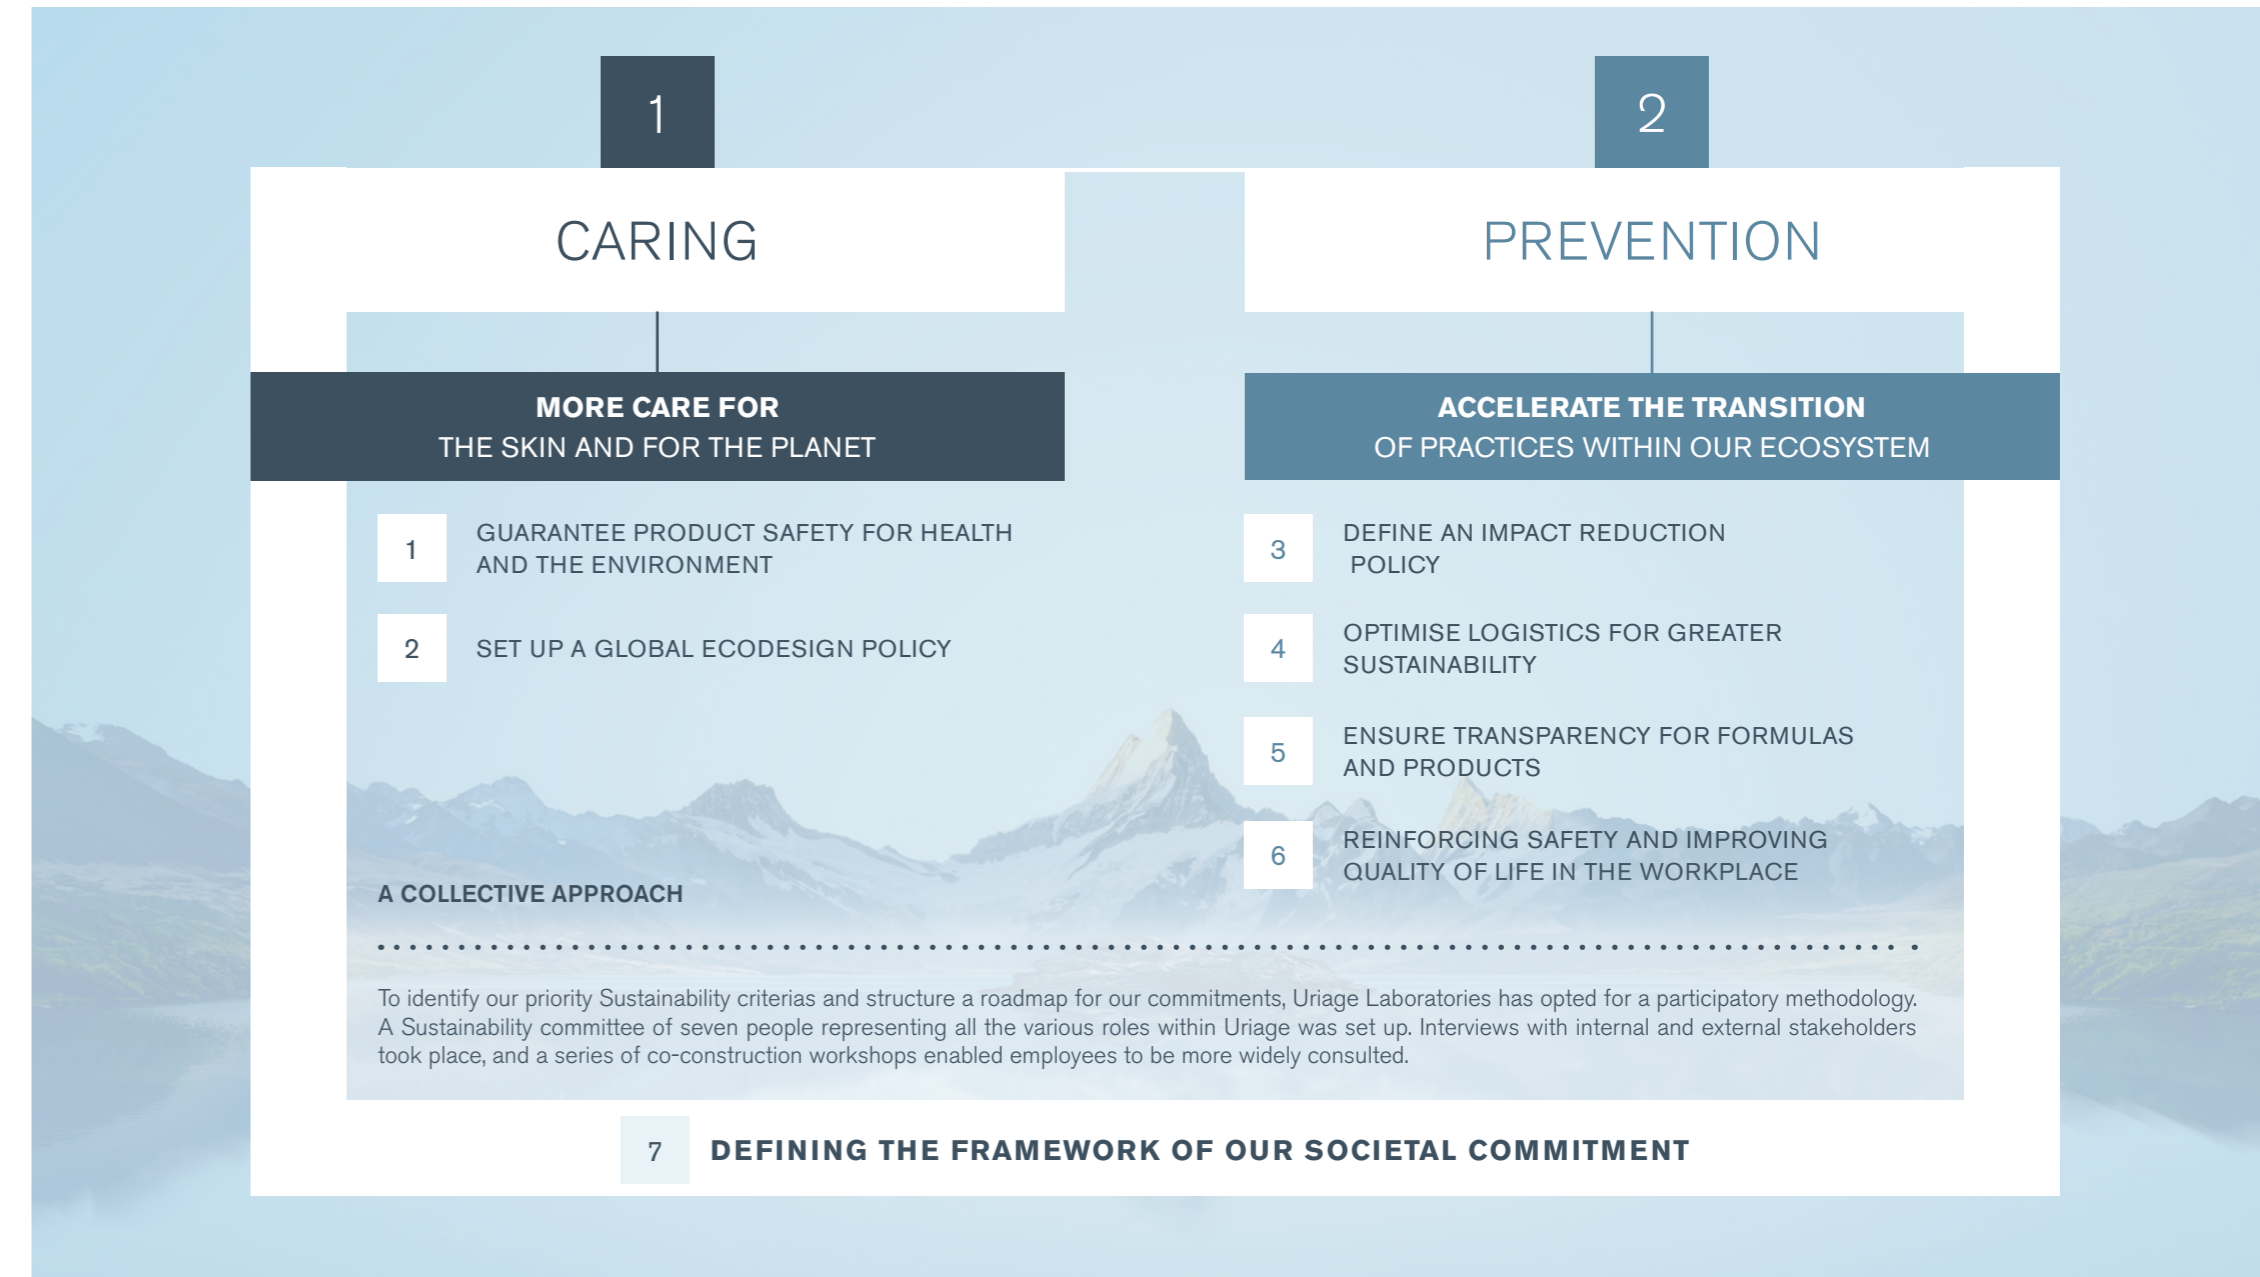 1
CARING
MORE CARE FOR
THE SKIN AND FOR THE PLANET
1
GUARANTEE PRODUCT SAFETY FOR HEALTH
AND THE ENVIRONMENT
2
SET UP A GLOBAL ECODESIGN POLICY
2
PREVENTION
ACCELERATE THE TRANSITION
OF PRACTICES WITHIN OUR ECOSYSTEM
3
DEFINE AN IMPACT REDUCTION
POLICY
4
OPTIMISE LOGISTICS FOR GREATER
SUSTAINABILITY
5
ENSURE TRANSPARENCY FOR FORMULAS
AND PRODUCTS
6
REINFORCING SAFETY AND IMPROVING
QUALITY OF LIFE IN THE WORKPLACE
A COLLECTIVE APPROACH
To identify our priority Sustainability criterias and structure a roadmap for our commitments, Uriage Laboratories has opted for a participatory methodology.
A Sustainability committee of seven people representing all the various roles within Uriage was set up. Interviews with internal and external stakeholders
took place, and a series of co-construction workshops enabled employees to be more widely consulted.
7
DEFINING THE FRAMEWORK OF OUR SOCIETAL COMMITMENT